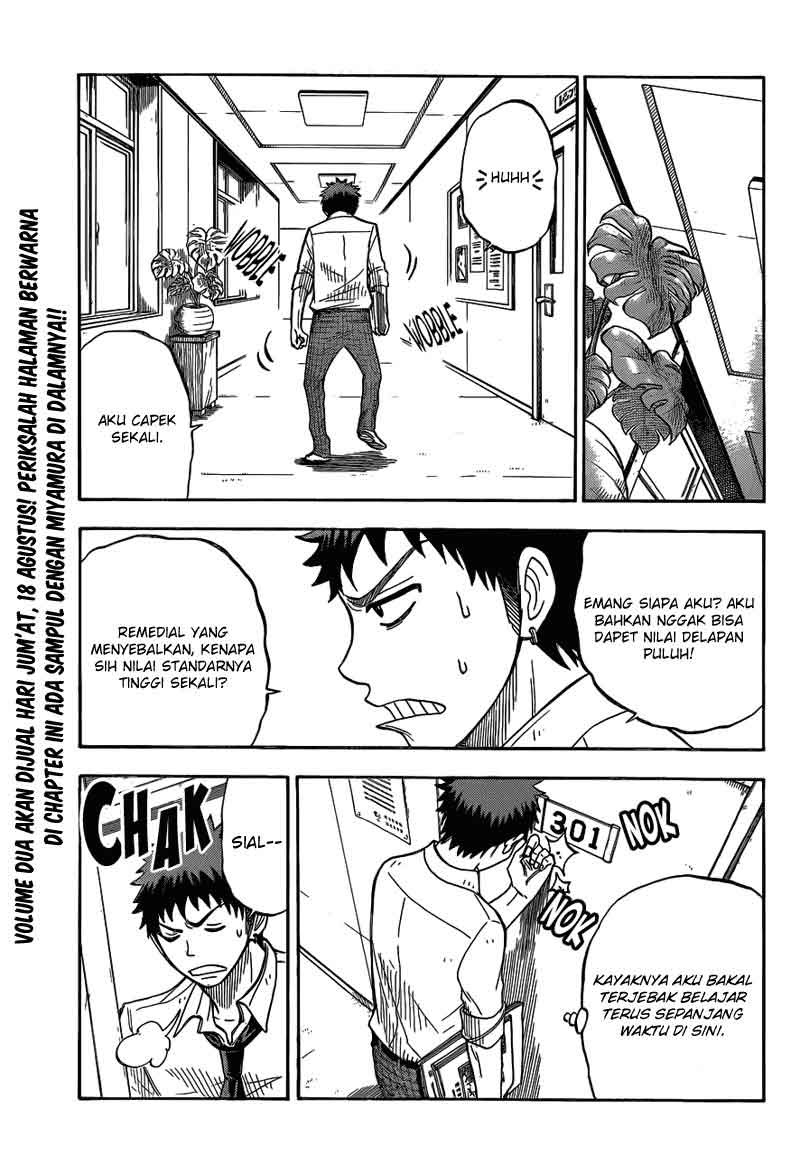 VOLUME DUA AKAN DIJUAL HARI JUM'AT, 18 AGUSTUS! PERIKSALAH HALAMAN BERWARNA
DI CHAPTER INI ADA SAMPUL DENGAN MIYAMURA DI DALAMNYA!!
HUHH
WOBBLE
WOBBLE
AKU CAPEK
SEKALI.
EMANG SIAPA AKU? AKU
BAHKAN NGGAK BISA
DAPET NILAI DELAPAN
PULUH!
REMEDIAL YANG
MENYEBALKAN, KENAPA
SIH NILAI STANDARNYA
TINGGI SEKALI?
CHAK
SIAL--
301
NOK
NOK
KAYAKNYA AKU BAKAL
TERJEBAK BELAJAR
TERUS SEPANJANG
WAKTU DI SINI.